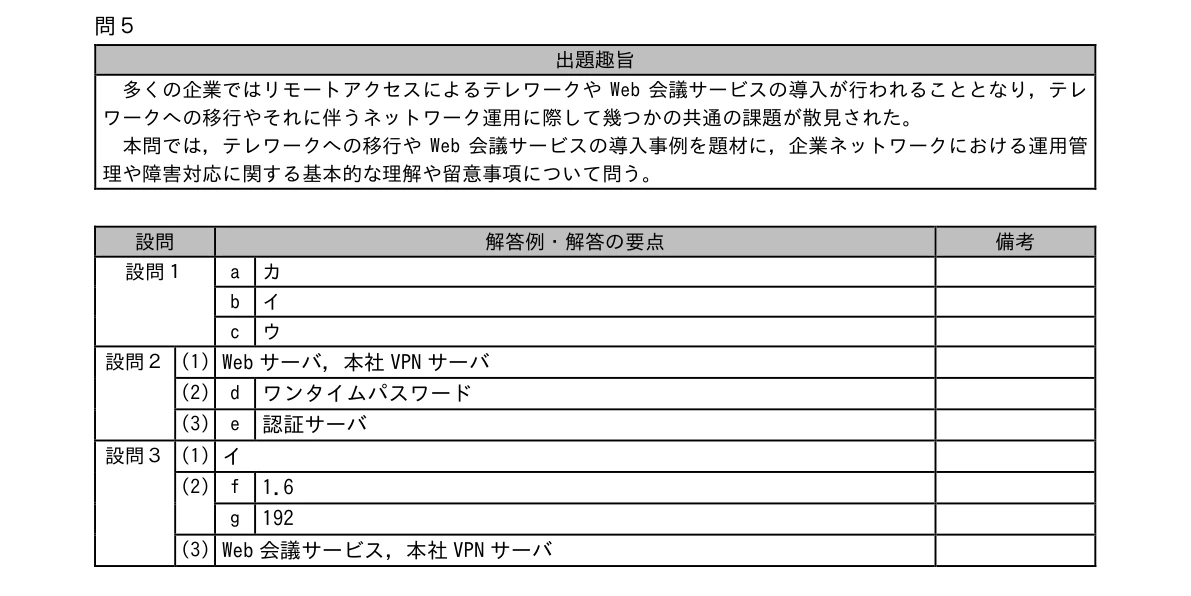 問５
出題趣旨
　多くの企業ではリモートアクセスによるテレワークや Web 会議サービスの導入が行われることとなり，テレ
ワークへの移行やそれに伴うネットワーク運用に際して幾つかの共通の課題が散見された。
　本問では，テレワークへの移行や Web 会議サービスの導入事例を題材に，企業ネットワークにおける運用管
理や障害対応に関する基本的な理解や留意事項について問う。
設問 解答例・解答の要点 備考
設問１ a カ
b イ
c ウ
設問２ (1) Web サーバ，本社 VPN サーバ
(2) d ワンタイムパスワード
(3) e 認証サーバ
設問３ (1) イ
(2) f 1.6
g 192
(3) Web 会議サービス，本社 VPN サーバ